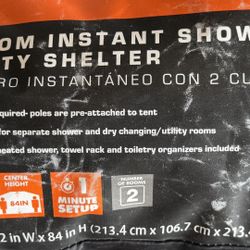 OM INSTANT SHOW
TY SHELTER
RO INSTANTÁNEO CON 2 CU
quired- poles are pre-attached to tent
for separate shower and dry changing/utility rooms
eated shower, towel rack and toiletry organizers included
CENTER HEIGHT
84IN
1 MINUTE SETUP
NUMBER OF ROOMS
2
2 in W x 84 in H (213.4 cm x 106.7 cm x 213.